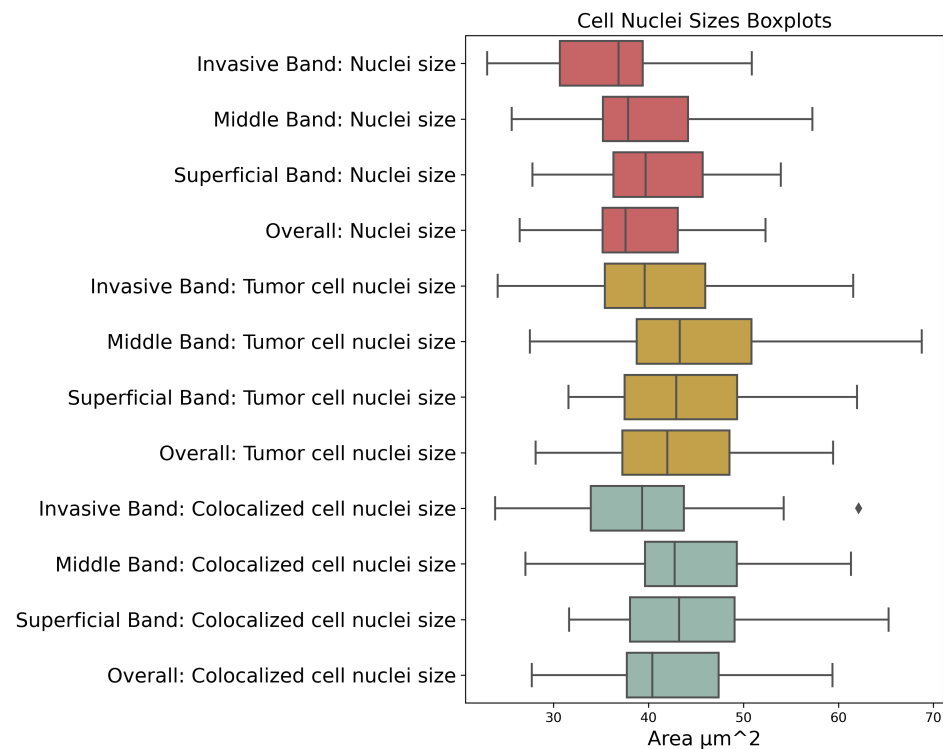 Cell Nuclei Sizes Boxplots
Invasive Band: Nuclei size
Middle Band: Nuclei size
Superficial Band: Nuclei size
Overall: Nuclei size
Invasive Band: Tumor cell nuclei size
Middle Band: Tumor cell nuclei size
Superficial Band: Tumor cell nuclei size
Overall: Tumor cell nuclei size
Invasive Band: Colocalized cell nuclei size
Middle Band: Colocalized cell nuclei size
Superficial Band: Colocalized cell nuclei size
Overall: Colocalized cell nuclei size
30 40 50 60 70
Area μm^2